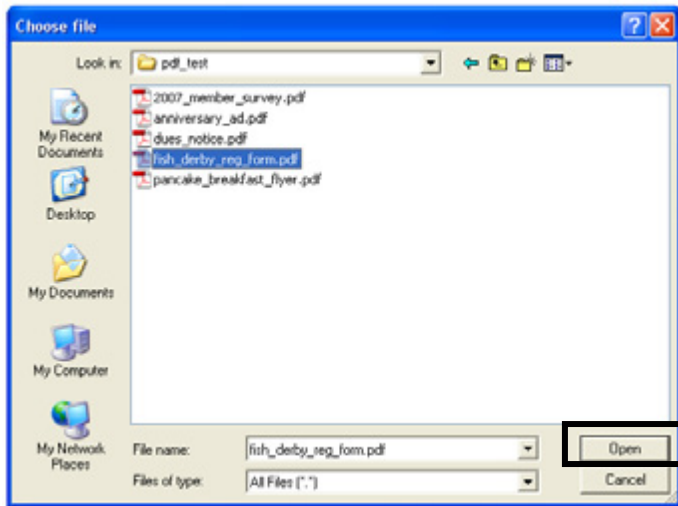 Choose file
Look in:
pdf_test
2007_member_survey.pdf
anniversary_ad.pdf
dues_notice.pdf
fish_derby_reg_form.pdf
pancake_breakfast_flyer.pdf
My Recent
Documents
Desktop
My Documents
My Computer
My Network
Places
File name:
fish_derby_reg_form.pdf
Open
Files of type:
All Files (*.*)
Cancel